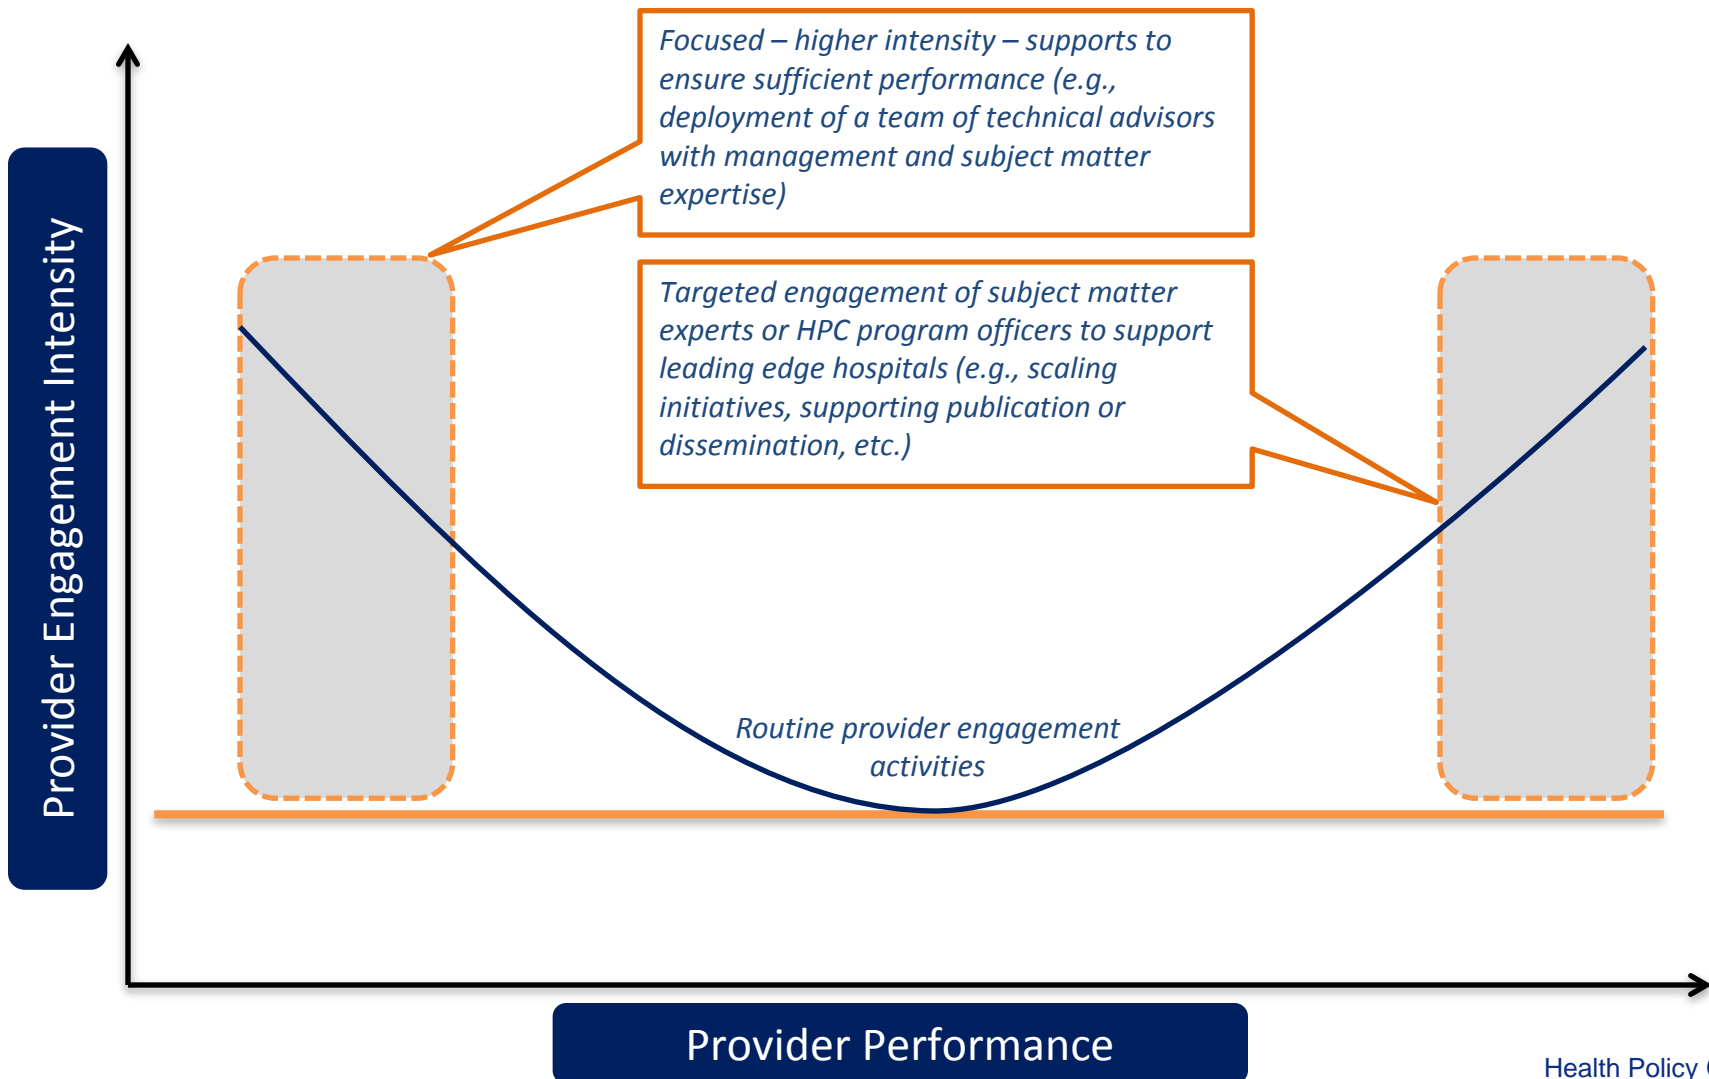 Focused – higher intensity – supports to
ensure sufficient performance (e.g.,
deployment of a team of technical advisors
with management and subject matter
expertise)
Targeted engagement of subject matter
experts or HPC program officers to support
leading edge hospitals (e.g., scaling
initiatives, supporting publication or
dissemination, etc.)
Provider Engagement Intensity
Routine provider engagement
activities
Provider Performance
Health Policy